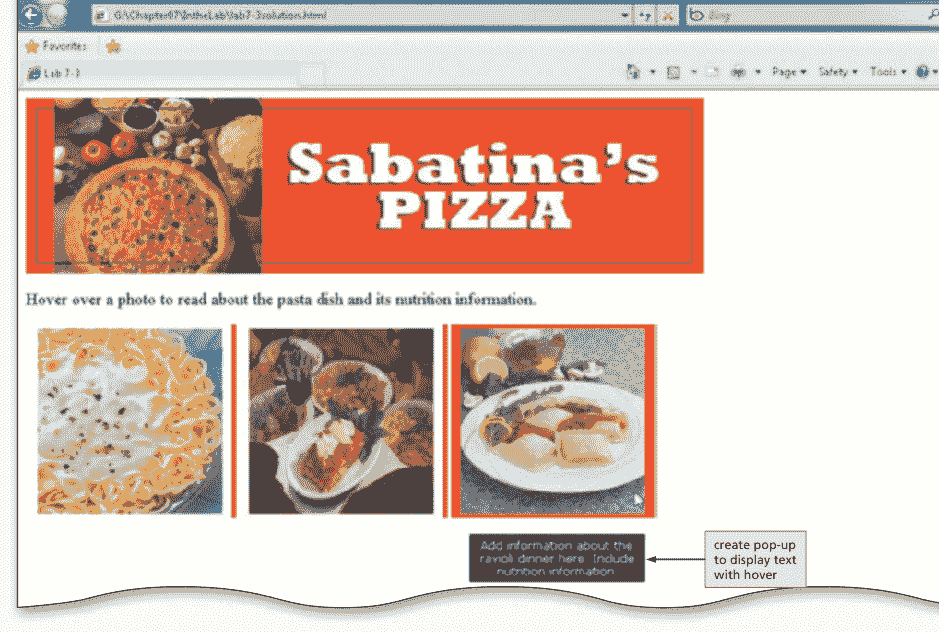 G:\Chapter07\IntheLab\lab7-3solution.html
Bing
Favorites
Lab 7-3
Page
Safety
Tools
Sabatina's
PIZZA
Hover over a photo to read about the pasta dish and its nutrition information.
Add information about the
ravioli dinner here. Include
nutrition information
create pop-up
to display text
with hover